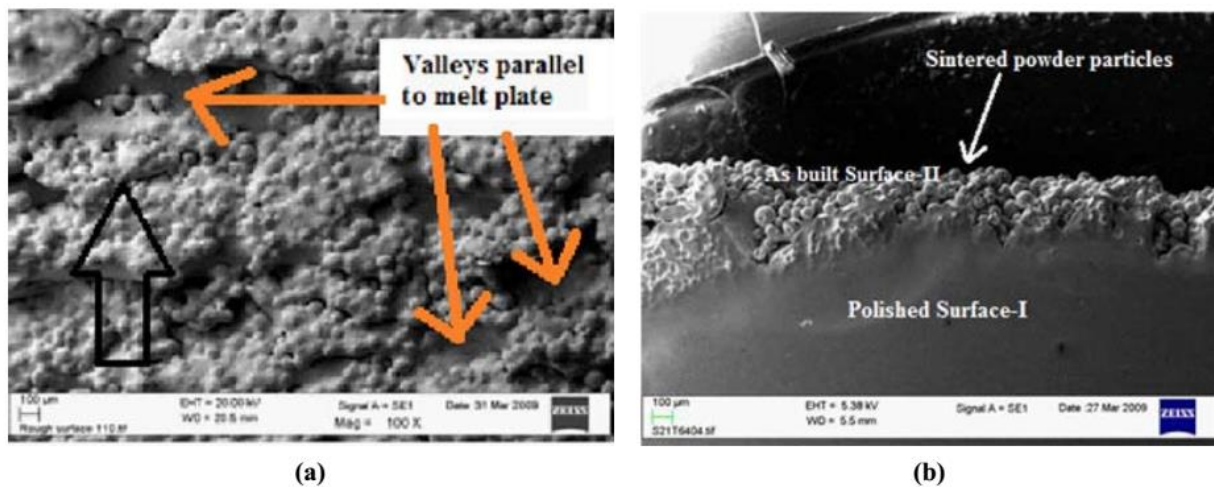 Valleys parallel
to melt plate
100 µm
EHT = 20.00 kV
WD = 20.5 mm
Signal A = SE1
Mag = 100 X
Date :31 Mar 2009
ZEISS
Rough surface 110.tif
(a)
Sintered powder particles
As built Surface-II
Polished Surface-I
100 µm
EHT = 5.38 kV
WD = 5.5 mm
Signal A = SE1
Date :27 Mar 2009
ZEISS
S21T6404.tif
(b)